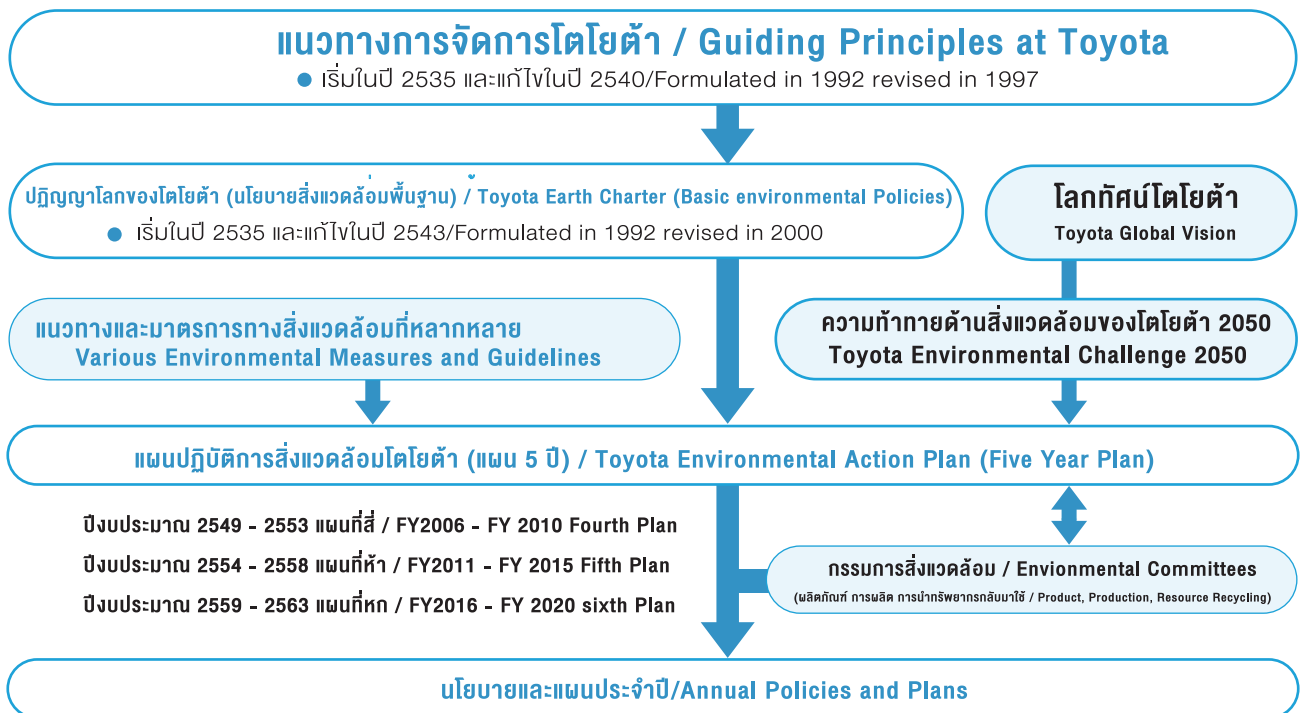 แนวทางการจัดการโตโยต้า / Guiding Principles at Toyota
● เริ่มในปี 2535 และแก้ไขในปี 2540/Formulated in 1992 revised in 1997
ปฏิญญาโลกของโตโยต้า (นโยบายสิ่งแวดล้อมพื้นฐาน) / Toyota Earth Charter (Basic environmental Policies)
● เริ่มในปี 2535 และแก้ไขในปี 2543/Formulated in 1992 revised in 2000
โลกทัศน์โตโยต้า
Toyota Global Vision
แนวทางและมาตรการทางสิ่งแวดล้อมที่หลากหลาย
Various Environmental Measures and Guidelines
ความท้าทายด้านสิ่งแวดล้อมของโตโยต้า 2050
Toyota Environmental Challenge 2050
แผนปฏิบัติการสิ่งแวดล้อมโตโยต้า (แผน 5 ปี) / Toyota Environmental Action Plan (Five Year Plan)
ปีงบประมาณ 2549 - 2553 แผนที่สี่ / FY2006 - FY 2010 Fourth Plan
ปีงบประมาณ 2554 - 2558 แผนที่ห้า / FY2011 - FY 2015 Fifth Plan
ปีงบประมาณ 2559 - 2563 แผนที่หก / FY2016 - FY 2020 sixth Plan
กรรมการสิ่งแวดล้อม / Envionmental Committees
(ผลิตภัณฑ์ การผลิต การนำทรัพยากรกลับมาใช้ / Product, Production, Resource Recycling)
นโยบายและแผนประจำปี/Annual Policies and Plans